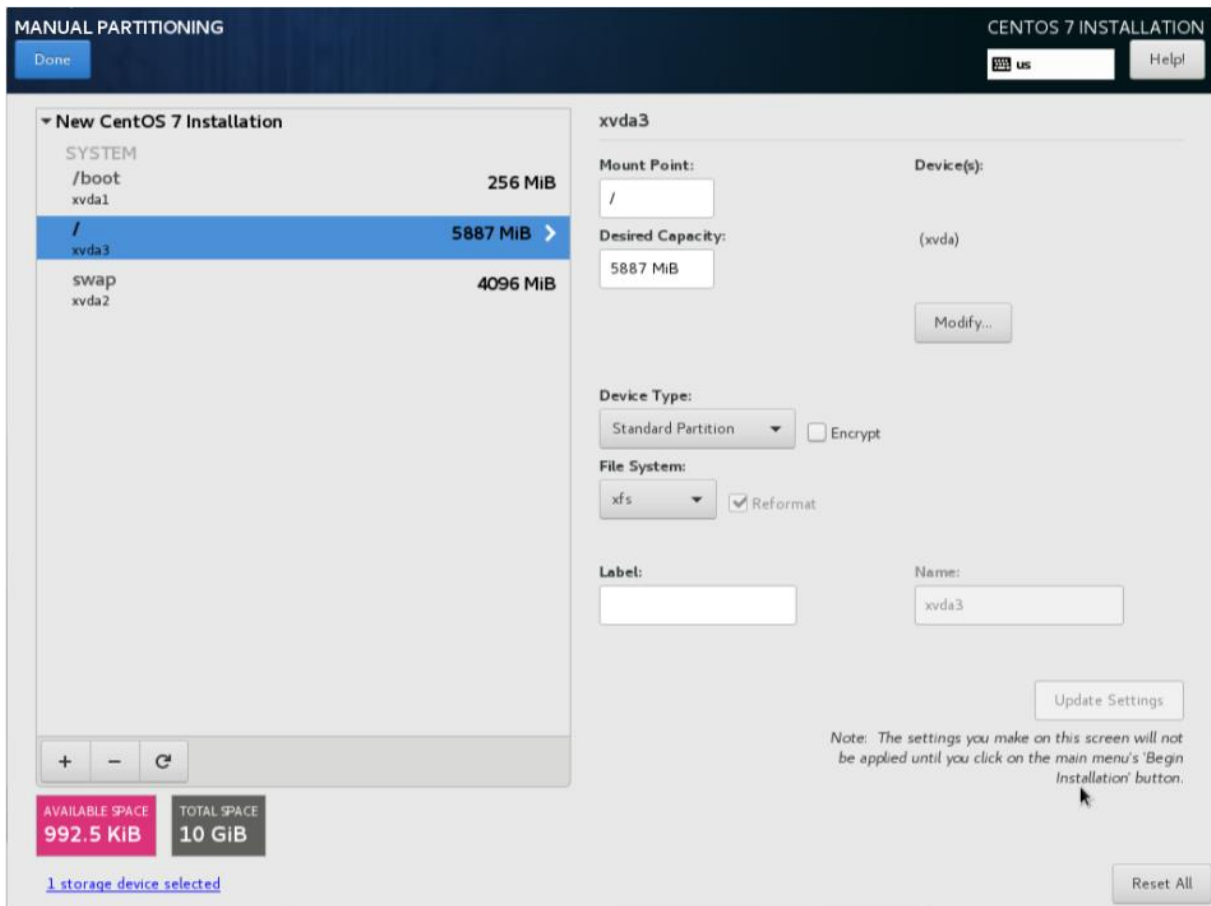 MANUAL PARTITIONING
CENTOS 7 INSTALLATION
Done
us
Help!
New CentOS 7 Installation
SYSTEM
/boot
256 MiB
xvda1
/
5887 MiB
xvda3
swap
4096 MiB
xvda2
+ −
AVAILABLE SPACE
992.5 KiB
TOTAL SPACE
10 GiB
1 storage device selected
xvda3
Mount Point:
/
Desired Capacity:
5887 MiB
Device(s):
(xvda)
Modify...
Device Type:
Standard Partition
Encrypt
File System:
xfs
Reformat
Label:
Name:
xvda3
Update Settings
Note: The settings you make on this screen will not
be applied until you click on the main menu's 'Begin
Installation' button.
Reset All